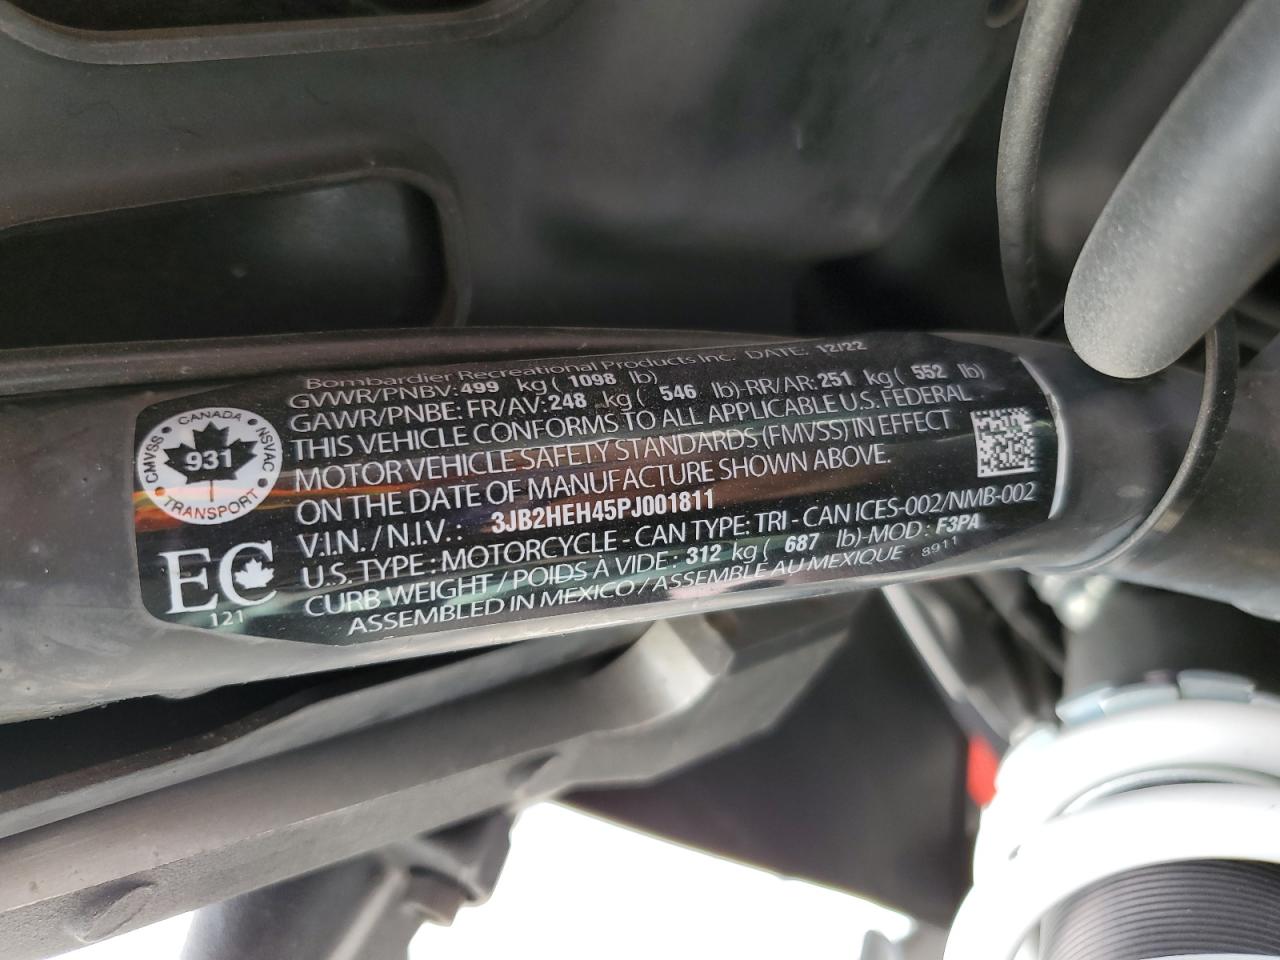 Bombardier Recreational Products Inc. DATE: 12/22
GVWR/PNBV: 499 kg ( 1098 lb)
GAWR/PNBE: FR/AV: 248 kg ( 546 lb)-RR/AR: 251 kg ( 552 lb)
THIS VEHICLE CONFORMS TO ALL APPLICABLE U.S. FEDERAL
MOTOR VEHICLE SAFETY STANDARDS (FMVSS) IN EFFECT
ON THE DATE OF MANUFACTURE SHOWN ABOVE.
V.I.N. / N.I.V. : 3JB2HEH45PJ001811
U.S. TYPE : MOTORCYCLE - CAN TYPE: TRI - CAN ICES-002/NMB-002
CURB WEIGHT / POIDS À VIDE : 312 kg ( 687 lb)-MOD : F3PA
ASSEMBLED IN MEXICO / ASSEMBLÉ AU MEXIQUE 8911
CANADA
CMVSS • NSVAC
931
• TRANSPORT •
EC
121